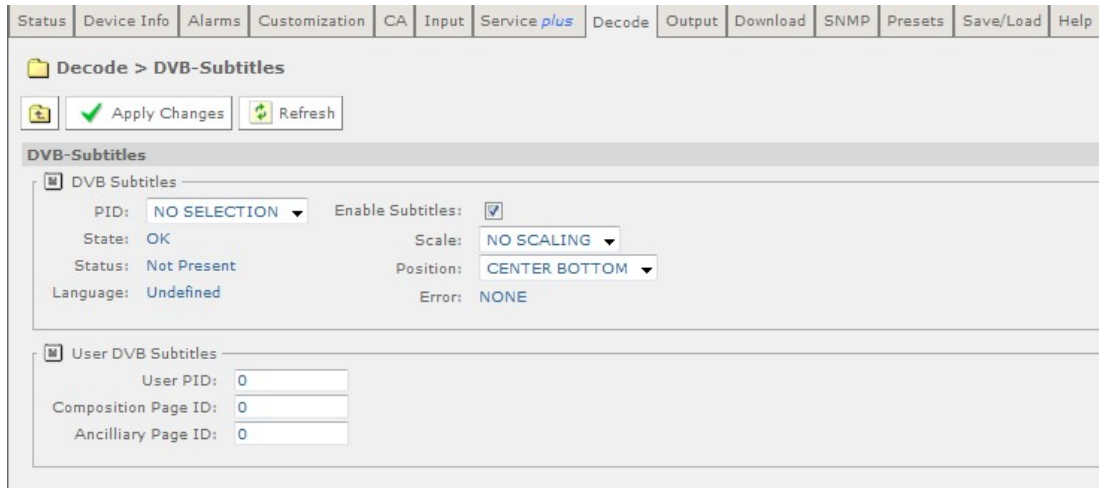 Status Device Info Alarms Customization CA Input Service plus Decode Output Download SNMP Presets Save/Load Help
Decode > DVB-Subtitles
Apply Changes Refresh
DVB-Subtitles
DVB Subtitles
PID: NO SELECTION Enable Subtitles:
State: OK Scale: NO SCALING
Status: Not Present Position: CENTER BOTTOM
Language: Undefined Error: NONE
User DVB Subtitles
User PID: 0
Composition Page ID: 0
Ancilliary Page ID: 0